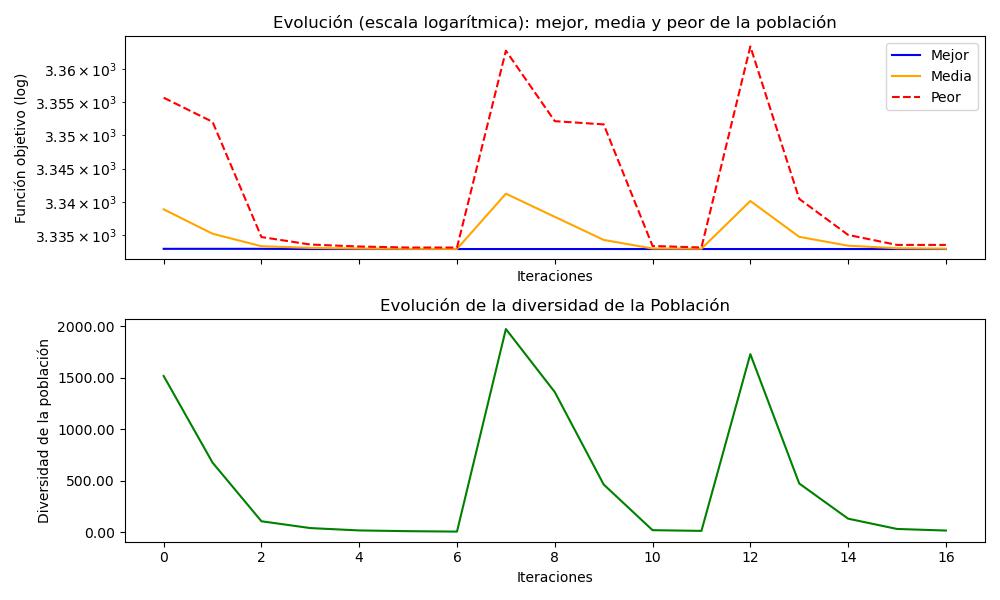 Evolución (escala logarítmica): mejor, media y peor de la población
Función objetivo (log)
3.36 × 10³
3.355 × 10³
3.35 × 10³
3.345 × 10³
3.34 × 10³
3.335 × 10³
Mejor
Media
Peor
Iteraciones
Evolución de la diversidad de la Población
Diversidad de la población
2000.00
1500.00
1000.00
500.00
0.00
0 2 4 6 8 10 12 14 16
Iteraciones